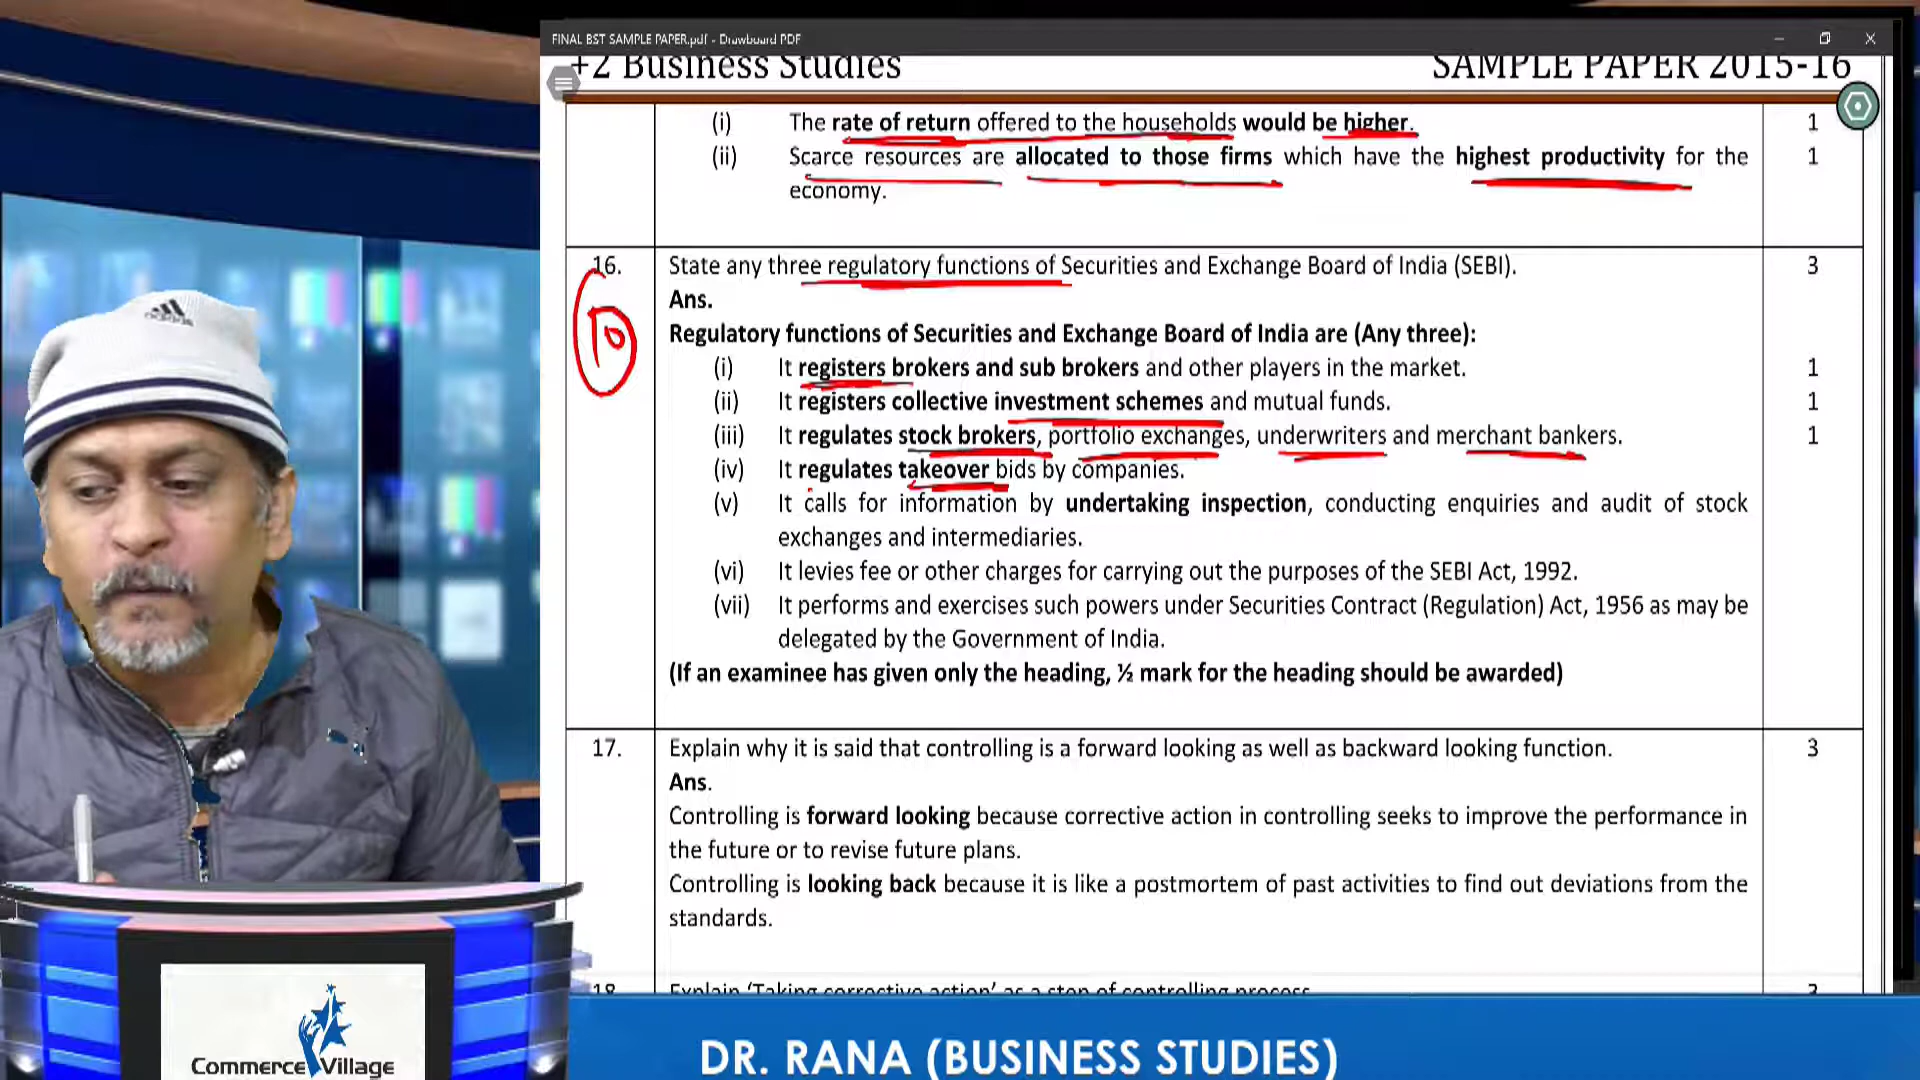 FINAL BST SAMPLE PAPER.pdf - Drawboard PDF
+2 Business Studies SAMPLE PAPER 2015-16
(i) The rate of return offered to the households would be higher. 1
(ii) Scarce resources are allocated to those firms which have the highest productivity for the 1
economy.
16. State any three regulatory functions of Securities and Exchange Board of India (SEBI). 3
Ans.
10
Regulatory functions of Securities and Exchange Board of India are (Any three):
(i) It registers brokers and sub brokers and other players in the market. 1
(ii) It registers collective investment schemes and mutual funds. 1
(iii) It regulates stock brokers, portfolio exchanges, underwriters and merchant bankers. 1
(iv) It regulates takeover bids by companies.
(v) It calls for information by undertaking inspection, conducting enquiries and audit of stock
exchanges and intermediaries.
(vi) It levies fee or other charges for carrying out the purposes of the SEBI Act, 1992.
(vii) It performs and exercises such powers under Securities Contract (Regulation) Act, 1956 as may be
delegated by the Government of India.
(If an examinee has given only the heading, ½ mark for the heading should be awarded)
17. Explain why it is said that controlling is a forward looking as well as backward looking function. 3
Ans.
Controlling is forward looking because corrective action in controlling seeks to improve the performance in
the future or to revise future plans.
Controlling is looking back because it is like a postmortem of past activities to find out deviations from the
standards.
18. Explain ‘Taking corrective action’ as a step of controlling process. 3
adidas
Commerce Village
DR. RANA (BUSINESS STUDIES)